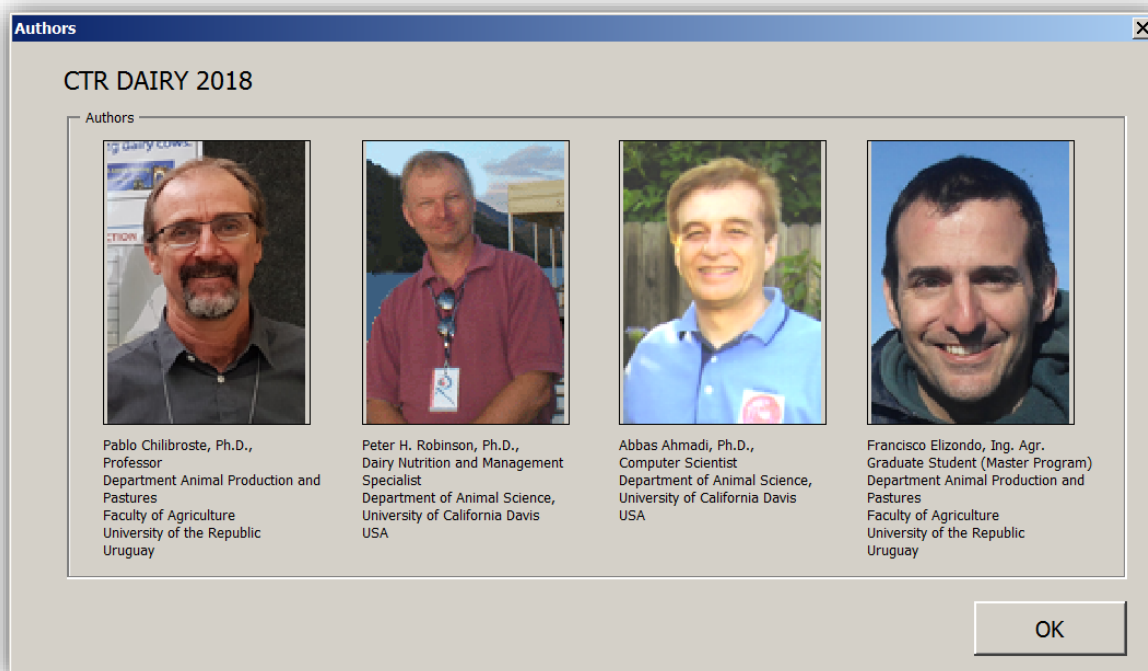 Authors
CTR DAIRY 2018
Authors
g dairy cows.
CTION
Pablo Chilibroste, Ph.D.,
Professor
Department Animal Production and
Pastures
Faculty of Agriculture
University of the Republic
Uruguay
Peter H. Robinson, Ph.D.,
Dairy Nutrition and Management
Specialist
Department of Animal Science,
University of California Davis
USA
Abbas Ahmadi, Ph.D.,
Computer Scientist
Department of Animal Science,
University of California Davis
USA
Francisco Elizondo, Ing. Agr.
Graduate Student (Master Program)
Department Animal Production and
Pastures
Faculty of Agriculture
University of the Republic
Uruguay
OK